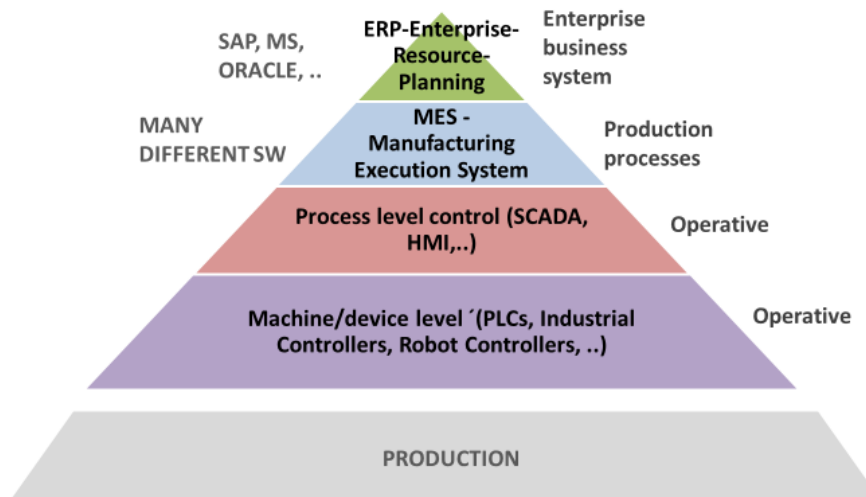 SAP, MS,
ORACLE, ..
ERP-Enterprise-
Resource-
Planning
Enterprise
business
system
MANY
DIFFERENT SW
MES -
Manufacturing
Execution System
Production
processes
Process level control (SCADA,
HMI,..)
Operative
Machine/device level ´(PLCs, Industrial
Controllers, Robot Controllers, ..)
Operative
PRODUCTION